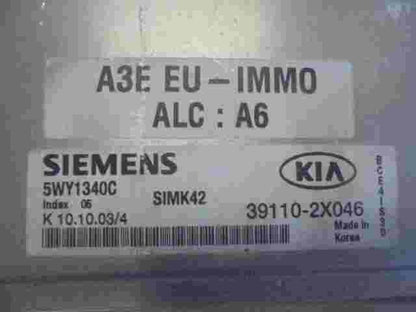 A3E EU-IMMO
ALC : A6
SIEMENS
KIA
5WY1340C
SIMK42
Index 06
K 10.10.03/4
39110-2X046
Made in
Korea